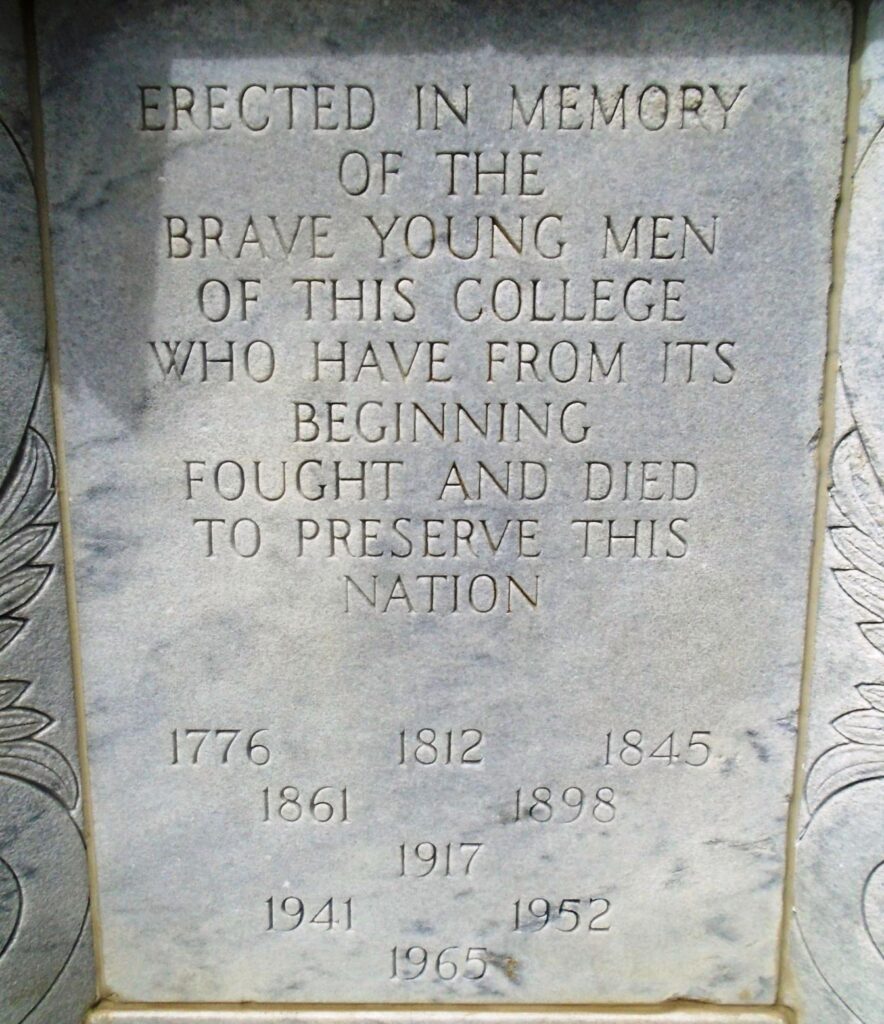 ERECTED IN MEMORY
OF THE
BRAVE YOUNG MEN
OF THIS COLLEGE
WHO HAVE FROM ITS
BEGINNING
FOUGHT AND DIED
TO PRESERVE THIS
NATION
1776 1812 1845
1861 1898
1917
1941 1952
1965